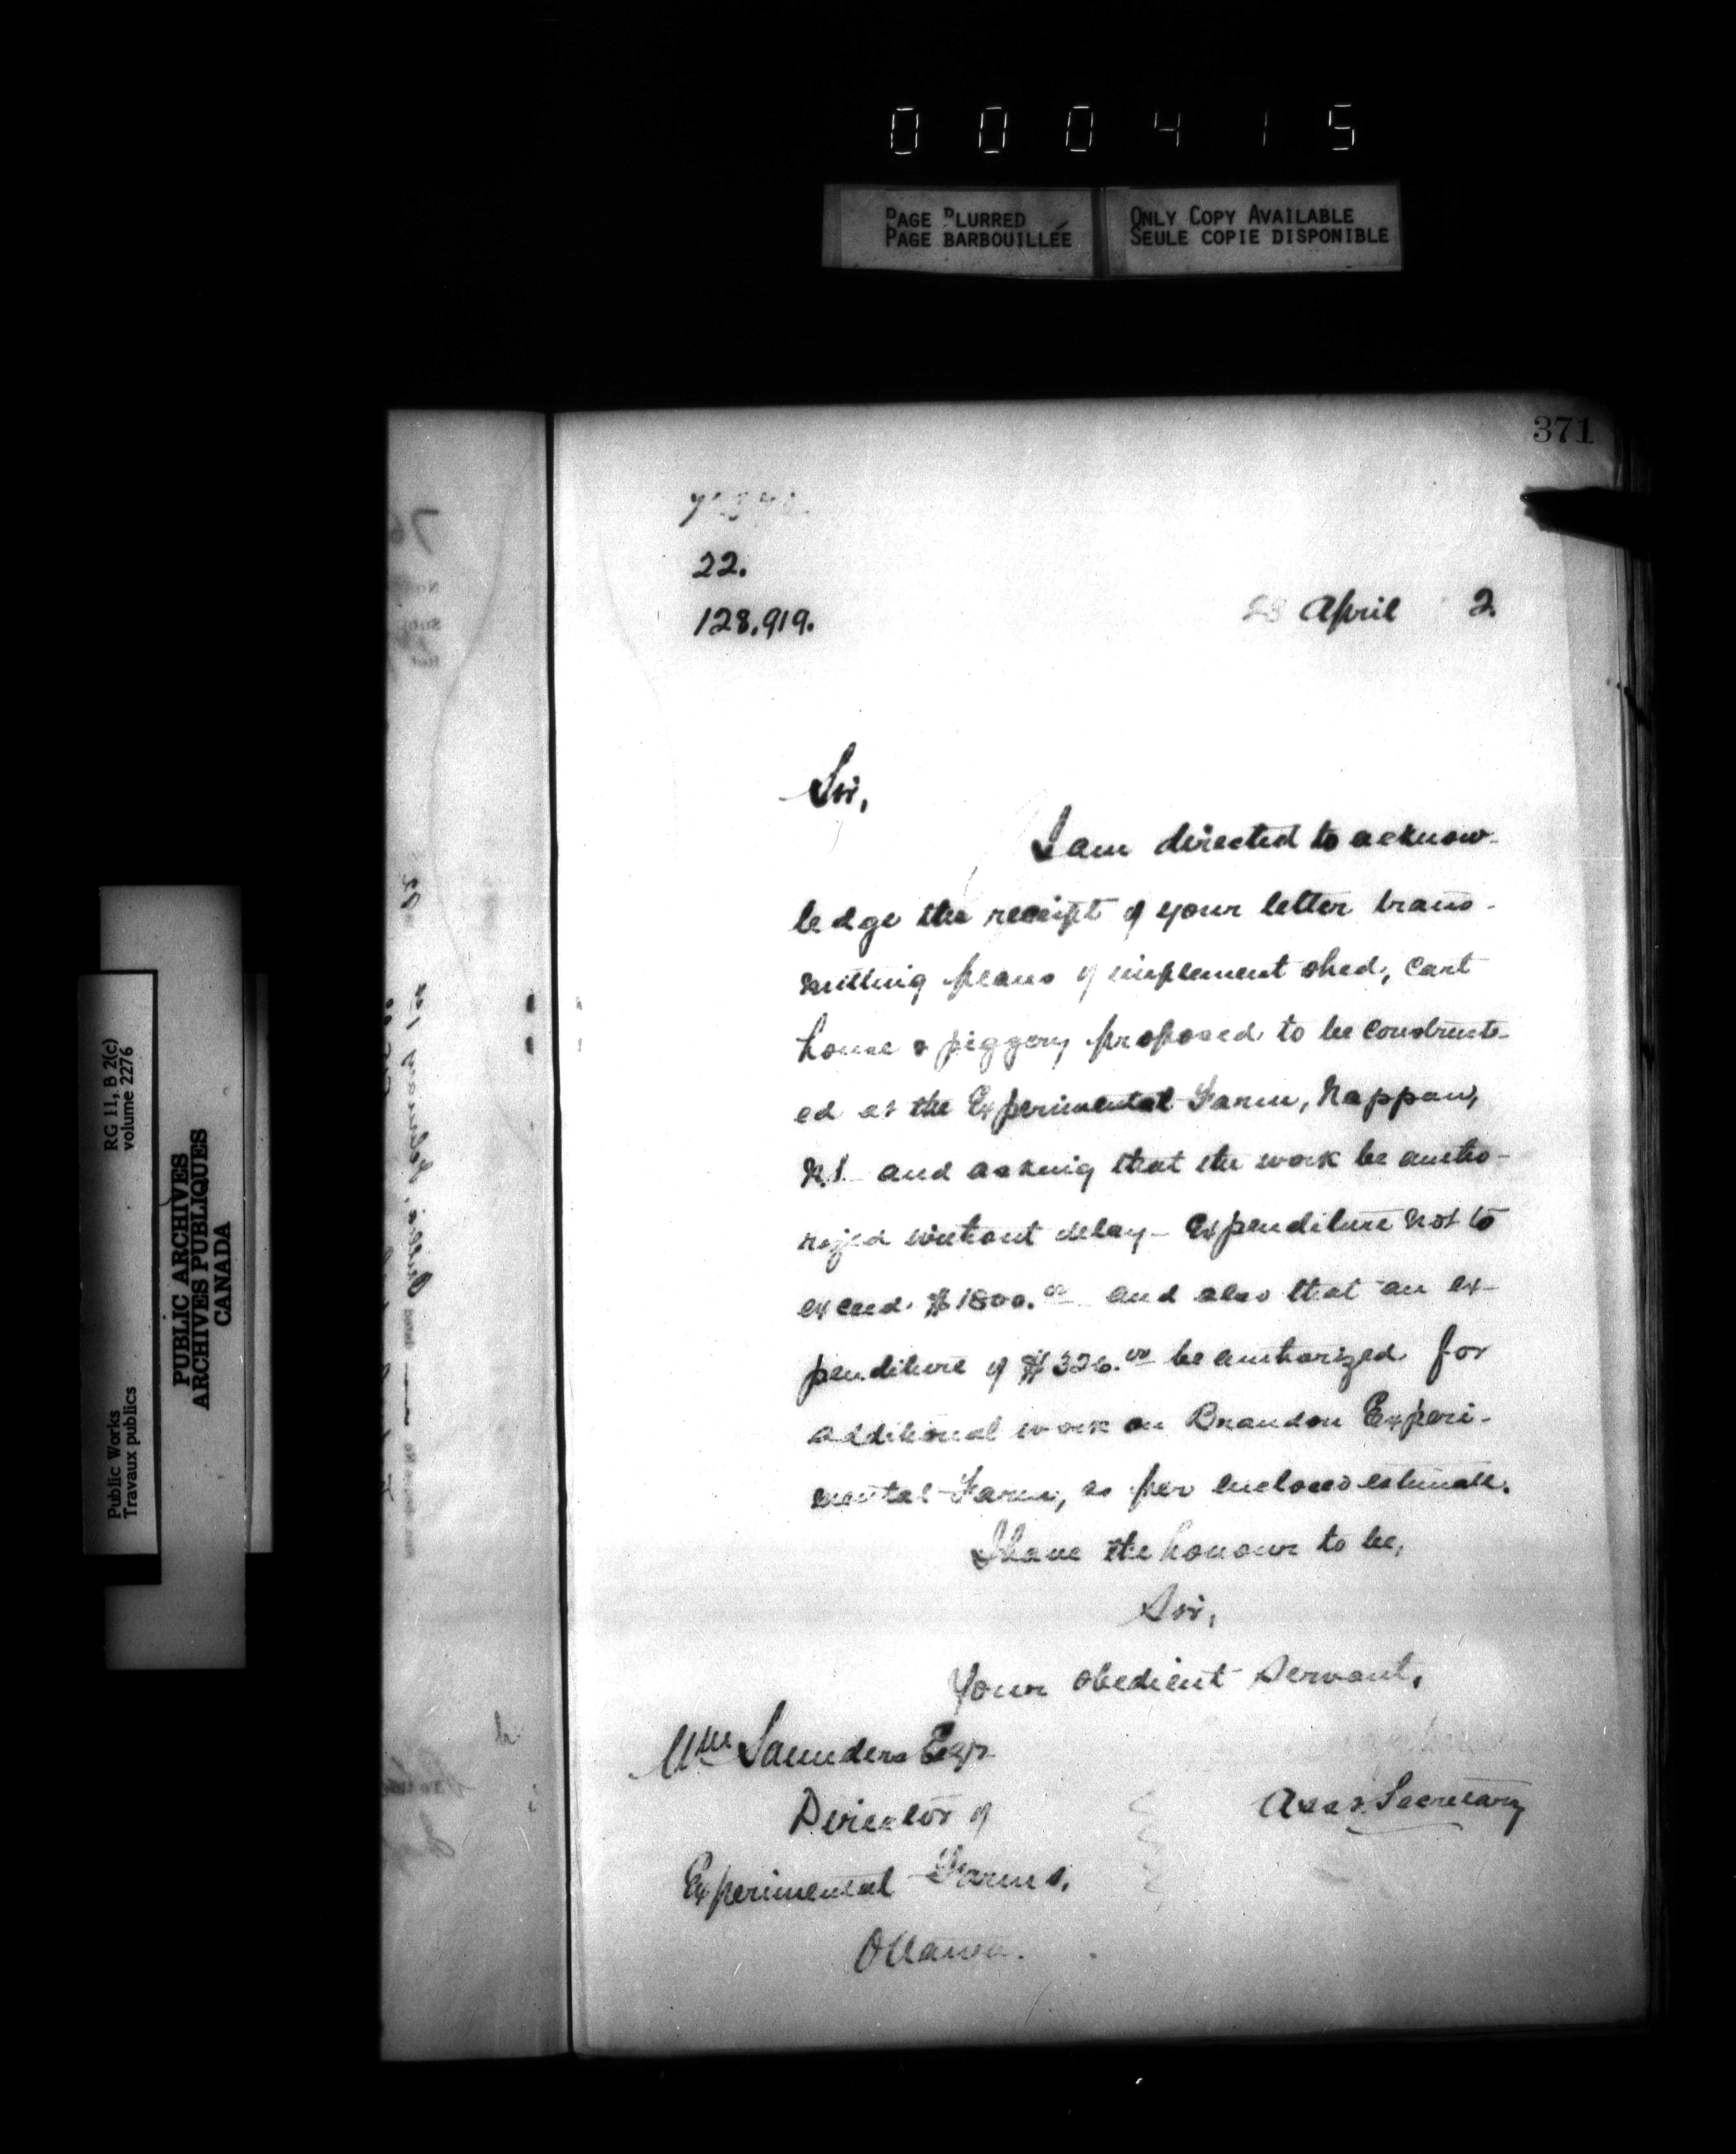 000415
PAGE BLURRED
PAGE BARBOUILLÉE
ONLY COPY AVAILABLE
SEULE COPIE DISPONIBLE
371
22.
128,919.
28 April 2.
Sir,
I am directed to acknow-
ledge the receipt of your letter trans-
mitting plans of implement shed, cart
house & piggery proposed to be construct-
ed at the Experimental Farm, Nappan,
N.S. and asking that the work be autho-
rized without delay - Expenditure not to
exceed $1800.00 and also that an ex-
penditure of $326.00 be authorized for
additional work on Brandon Experi-
mental Farm, as per enclosed estimate.
I have the honour to be,
Sir,
Your obedient servant,
Wm Saunders Esqr
Asst. Secretary
Director of
Experimental Farms,
Ottawa.
Public Works
Travaux publics
RG 11, B 2(c)
volume 2276
PUBLIC ARCHIVES
ARCHIVES PUBLIQUES
CANADA